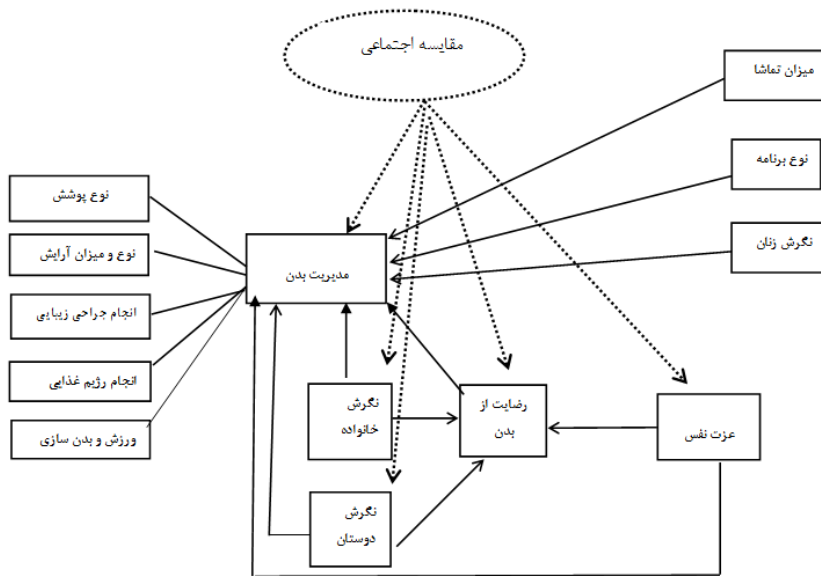 مقایسه اجتماعی
میزان تماشا
نوع برنامه
نگرش زنان
نوع پوشش
نوع و میزان آرایش
انجام جراحی زیبایی
انجام رژیم غذایی
ورزش و بدن سازی
مدیریت بدن
نگرش
خانواده
رضایت از
بدن
عزت نفس
نگرش
دوستان